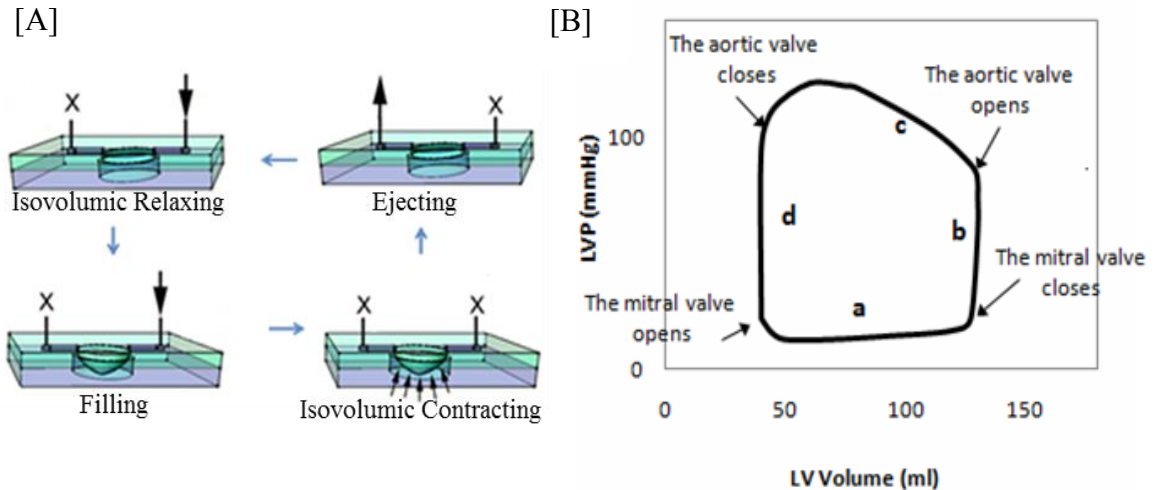 [A]
X
Isovolumic Relaxing
X
Ejecting
X
Filling
X
X
Isovolumic Contracting
[B]
The aortic valve
closes
The aortic valve
opens
c
100
LVP (mmHg)
d
b
The mitral valve
closes
The mitral valve
opens
a
0
0
50
100
150
LV Volume (ml)